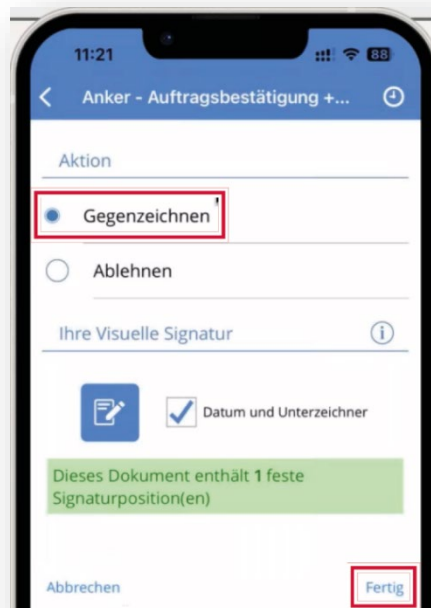 11:21
88
Anker - Auftragsbestätigung +...
Aktion
Gegenzeichnen
Ablehnen
Ihre Visuelle Signatur
i
Datum und Unterzeichner
Dieses Dokument enthält 1 feste
Signaturposition(en)
Abbrechen
Fertig